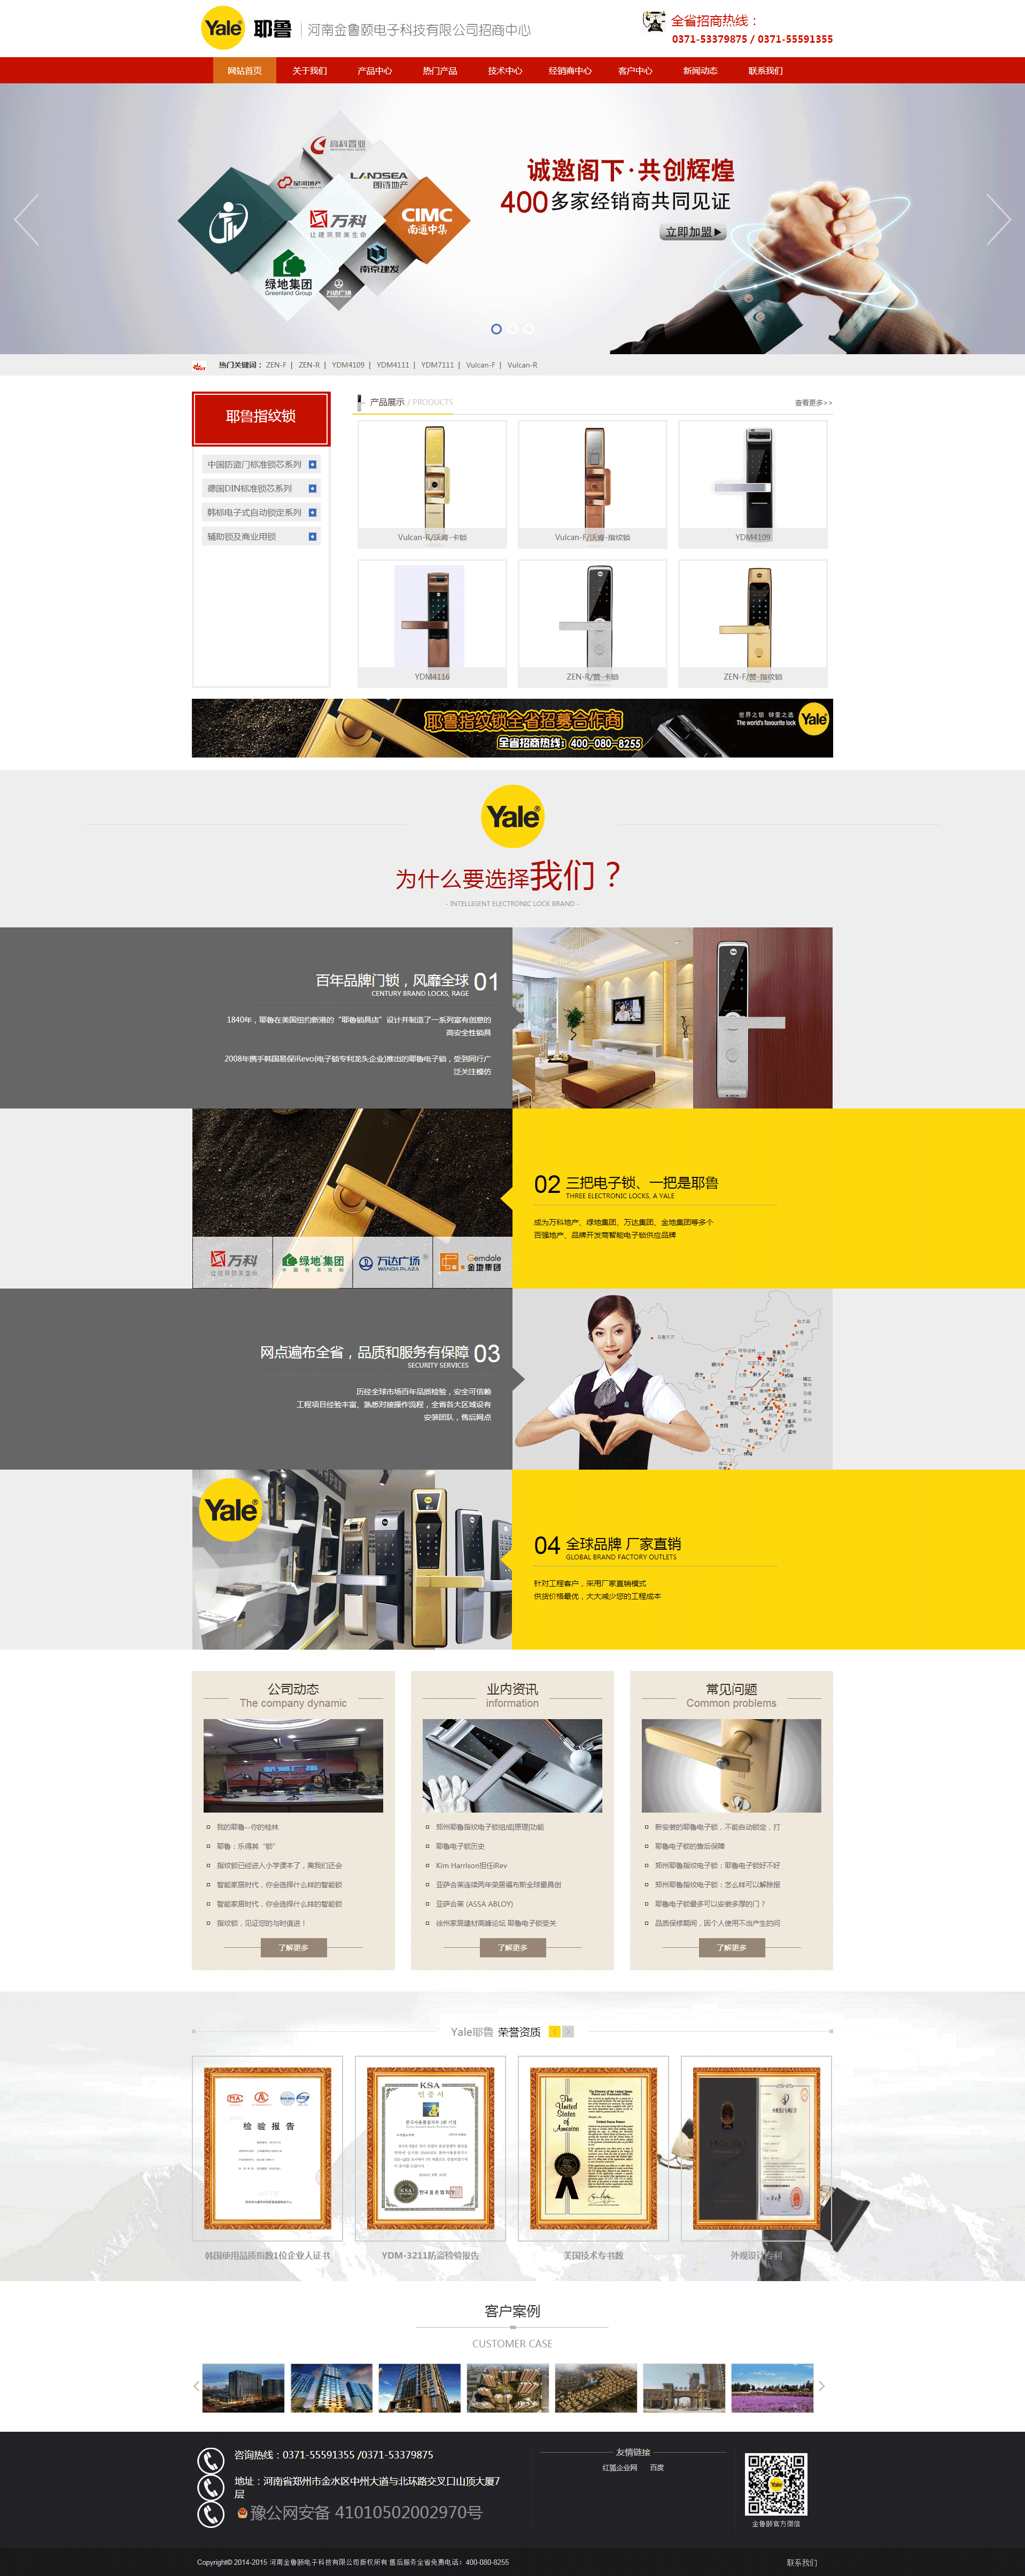 Yale 耶鲁 河南金鲁颐电子科技有限公司招商中心
全省招商热线：
0371-53379875 / 0371-55591355
网站首页 关于我们 产品中心 热门产品 技术中心 经销商中心 客户中心 新闻动态 联系我们
高科置业
星河地产 LANDSEA 朗诗地产
万科 让建筑赞美生命
CIMC 南通中集
南京建发
绿地集团 Greenland Group
万达广场
诚邀阁下·共创辉煌
400多家经销商共同见证
立即加盟
热门关键词： ZEN-F | ZEN-R | YDM4109 | YDM4111 | YDM7111 | Vulcan-F | Vulcan-R
耶鲁指纹锁
中国防盗门标准锁芯系列
德国DIN标准锁芯系列
韩标电子式自动锁定系列
辅助锁及商业用锁
产品展示 / PRODUCTS 查看更多>>
Vulcan-R/沃肯-卡锁 Vulcan-F/沃肯-指纹锁 YDM4109
YDM4116 ZEN-R/赞-卡锁 ZEN-F/赞-指纹锁
耶鲁指纹锁全省招募合作商
全省招商热线：400-080-8255
世界之锁 钟爱之选
The world's favourite lock
Yale
Yale
为什么要选择我们？
- INTELLIGENT ELECTRONIC LOCK BRAND -
百年品牌门锁，风靡全球 01
CENTURY BRAND LOCKS, RAGE
1840年，耶鲁在美国纽约新港的“耶鲁锁具店”设计并制造了一系列富有创意的
高安全性锁具
2008年携手韩国易保iRevo(电子锁专利龙头企业)推出的耶鲁电子锁，受到同行广
泛关注模仿
02 三把电子锁、一把是耶鲁
THREE ELECTRONIC LOCKS, A YALE
成为万科地产、绿地集团、万达集团、金地集团等多个
百强地产、品牌开发商智能电子锁供应品牌
万科 让建筑赞美生命
绿地集团
万达广场 WANDA PLAZA
Gemdale 金地集团
网点遍布全省，品质和服务有保障 03
SECURITY SERVICES
历经全球市场百年品质检验，安全可信赖
工程项目经验丰富、熟悉对接操作流程，全省各大区域设有
安装团队，售后网点
Yale
04 全球品牌 厂家直销
GLOBAL BRAND FACTORY OUTLETS
针对工程客户，采用厂家直销模式
供货价格最优，大大减少您的工程成本
公司动态
The company dynamic
我的耶鲁--你的桂林
耶鲁：乐得其“锁”
指纹锁已经进入小学课本了，离我们还会
智能家居时代，你会选择什么样的智能锁
智能家居时代，你会选择什么样的智能锁
指纹锁，见证您的与时俱进！
了解更多
业内资讯
information
郑州耶鲁指纹电子锁组成|原理|功能
耶鲁电子锁历史
Kim Harrison担任iRev
亚萨合莱连续两年荣居福布斯全球最具创
亚萨合莱 (ASSA ABLOY)
徐州家居建材高峰论坛 耶鲁电子锁受关
了解更多
常见问题
Common problems
新安装的耶鲁电子锁，不能自动锁定，打
耶鲁电子锁的售后保障
郑州耶鲁指纹电子锁：耶鲁电子锁好不好
郑州耶鲁指纹电子锁：怎么样可以解除报
耶鲁电子锁最多可以安装多厚的门？
品质保修期间，因个人使用不当产生的问
了解更多
Yale耶鲁 荣誉资质
检验报告
KSA
인증서
The United States of America
韩国使用品质指数1位企业人证书 YDM-3211防盗检验报告 美国技术专书数 外观设计专利
客户案例
CUSTOMER CASE
咨询热线：0371-55591355 /0371-53379875
地址：河南省郑州市金水区中州大道与北环路交叉口山顶大厦7
层
豫公网安备 41010502002970号
友情链接
红狐企业网 百度
金鲁颐官方微信
Copyright© 2014-2015 河南金鲁颐电子科技有限公司版权所有 售后服务全省免费电话：400-080-8255
联系我们